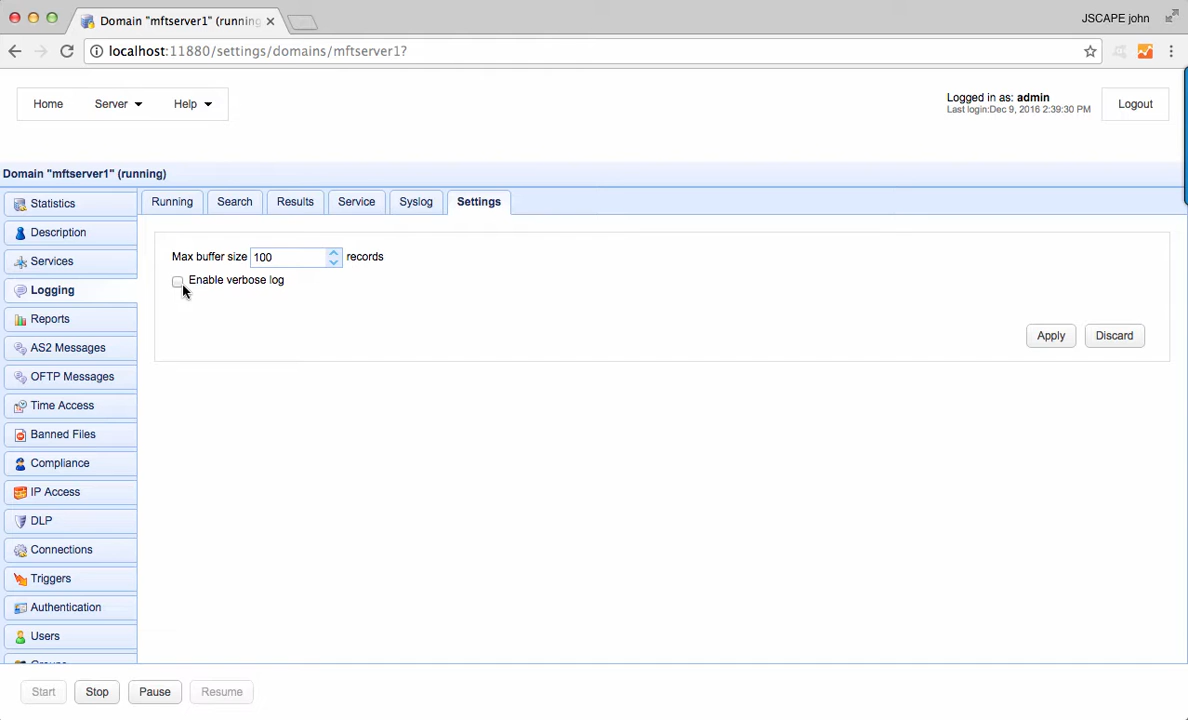 Domain "mftserver1" (running
JSCAPE john
localhost:11880/settings/domains/mftserver1?
Home
Server
Help
Logged in as: admin
Last login:Dec 9, 2016 2:39:30 PM
Logout
Domain "mftserver1" (running)
Statistics
Description
Services
Logging
Reports
AS2 Messages
OFTP Messages
Time Access
Banned Files
Compliance
IP Access
DLP
Connections
Triggers
Authentication
Users
Running
Search
Results
Service
Syslog
Settings
Max buffer size 100 records
Enable verbose log
Apply
Discard
Start
Stop
Pause
Resume